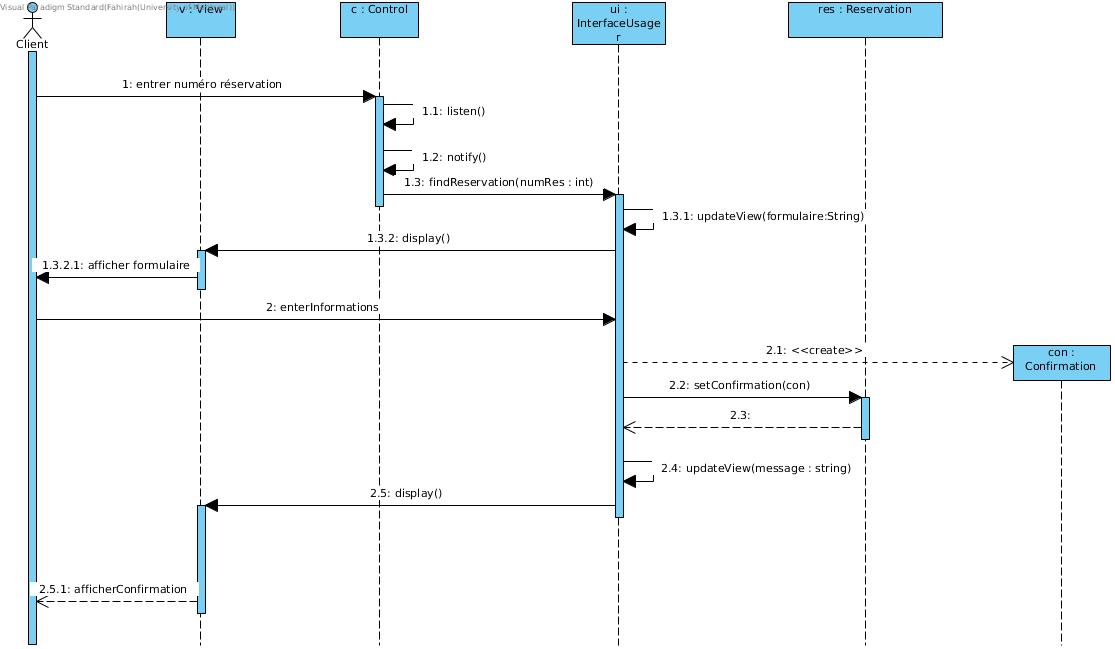 Visual Paradigm Standard(Fahirah(University of
v : View
c : Control
ui :
InterfaceUsage
r
res : Reservation
Client
1: entrer numéro réservation
1.1: listen()
1.2: notify()
1.3: findReservation(numRes : int)
1.3.1: updateView(formulaire:String)
1.3.2: display()
1.3.2.1: afficher formulaire
2: enterInformations
2.1: <<create>>
con :
Confirmation
2.2: setConfirmation(con)
2.3:
2.4: updateView(message : string)
2.5: display()
2.5.1: afficherConfirmation